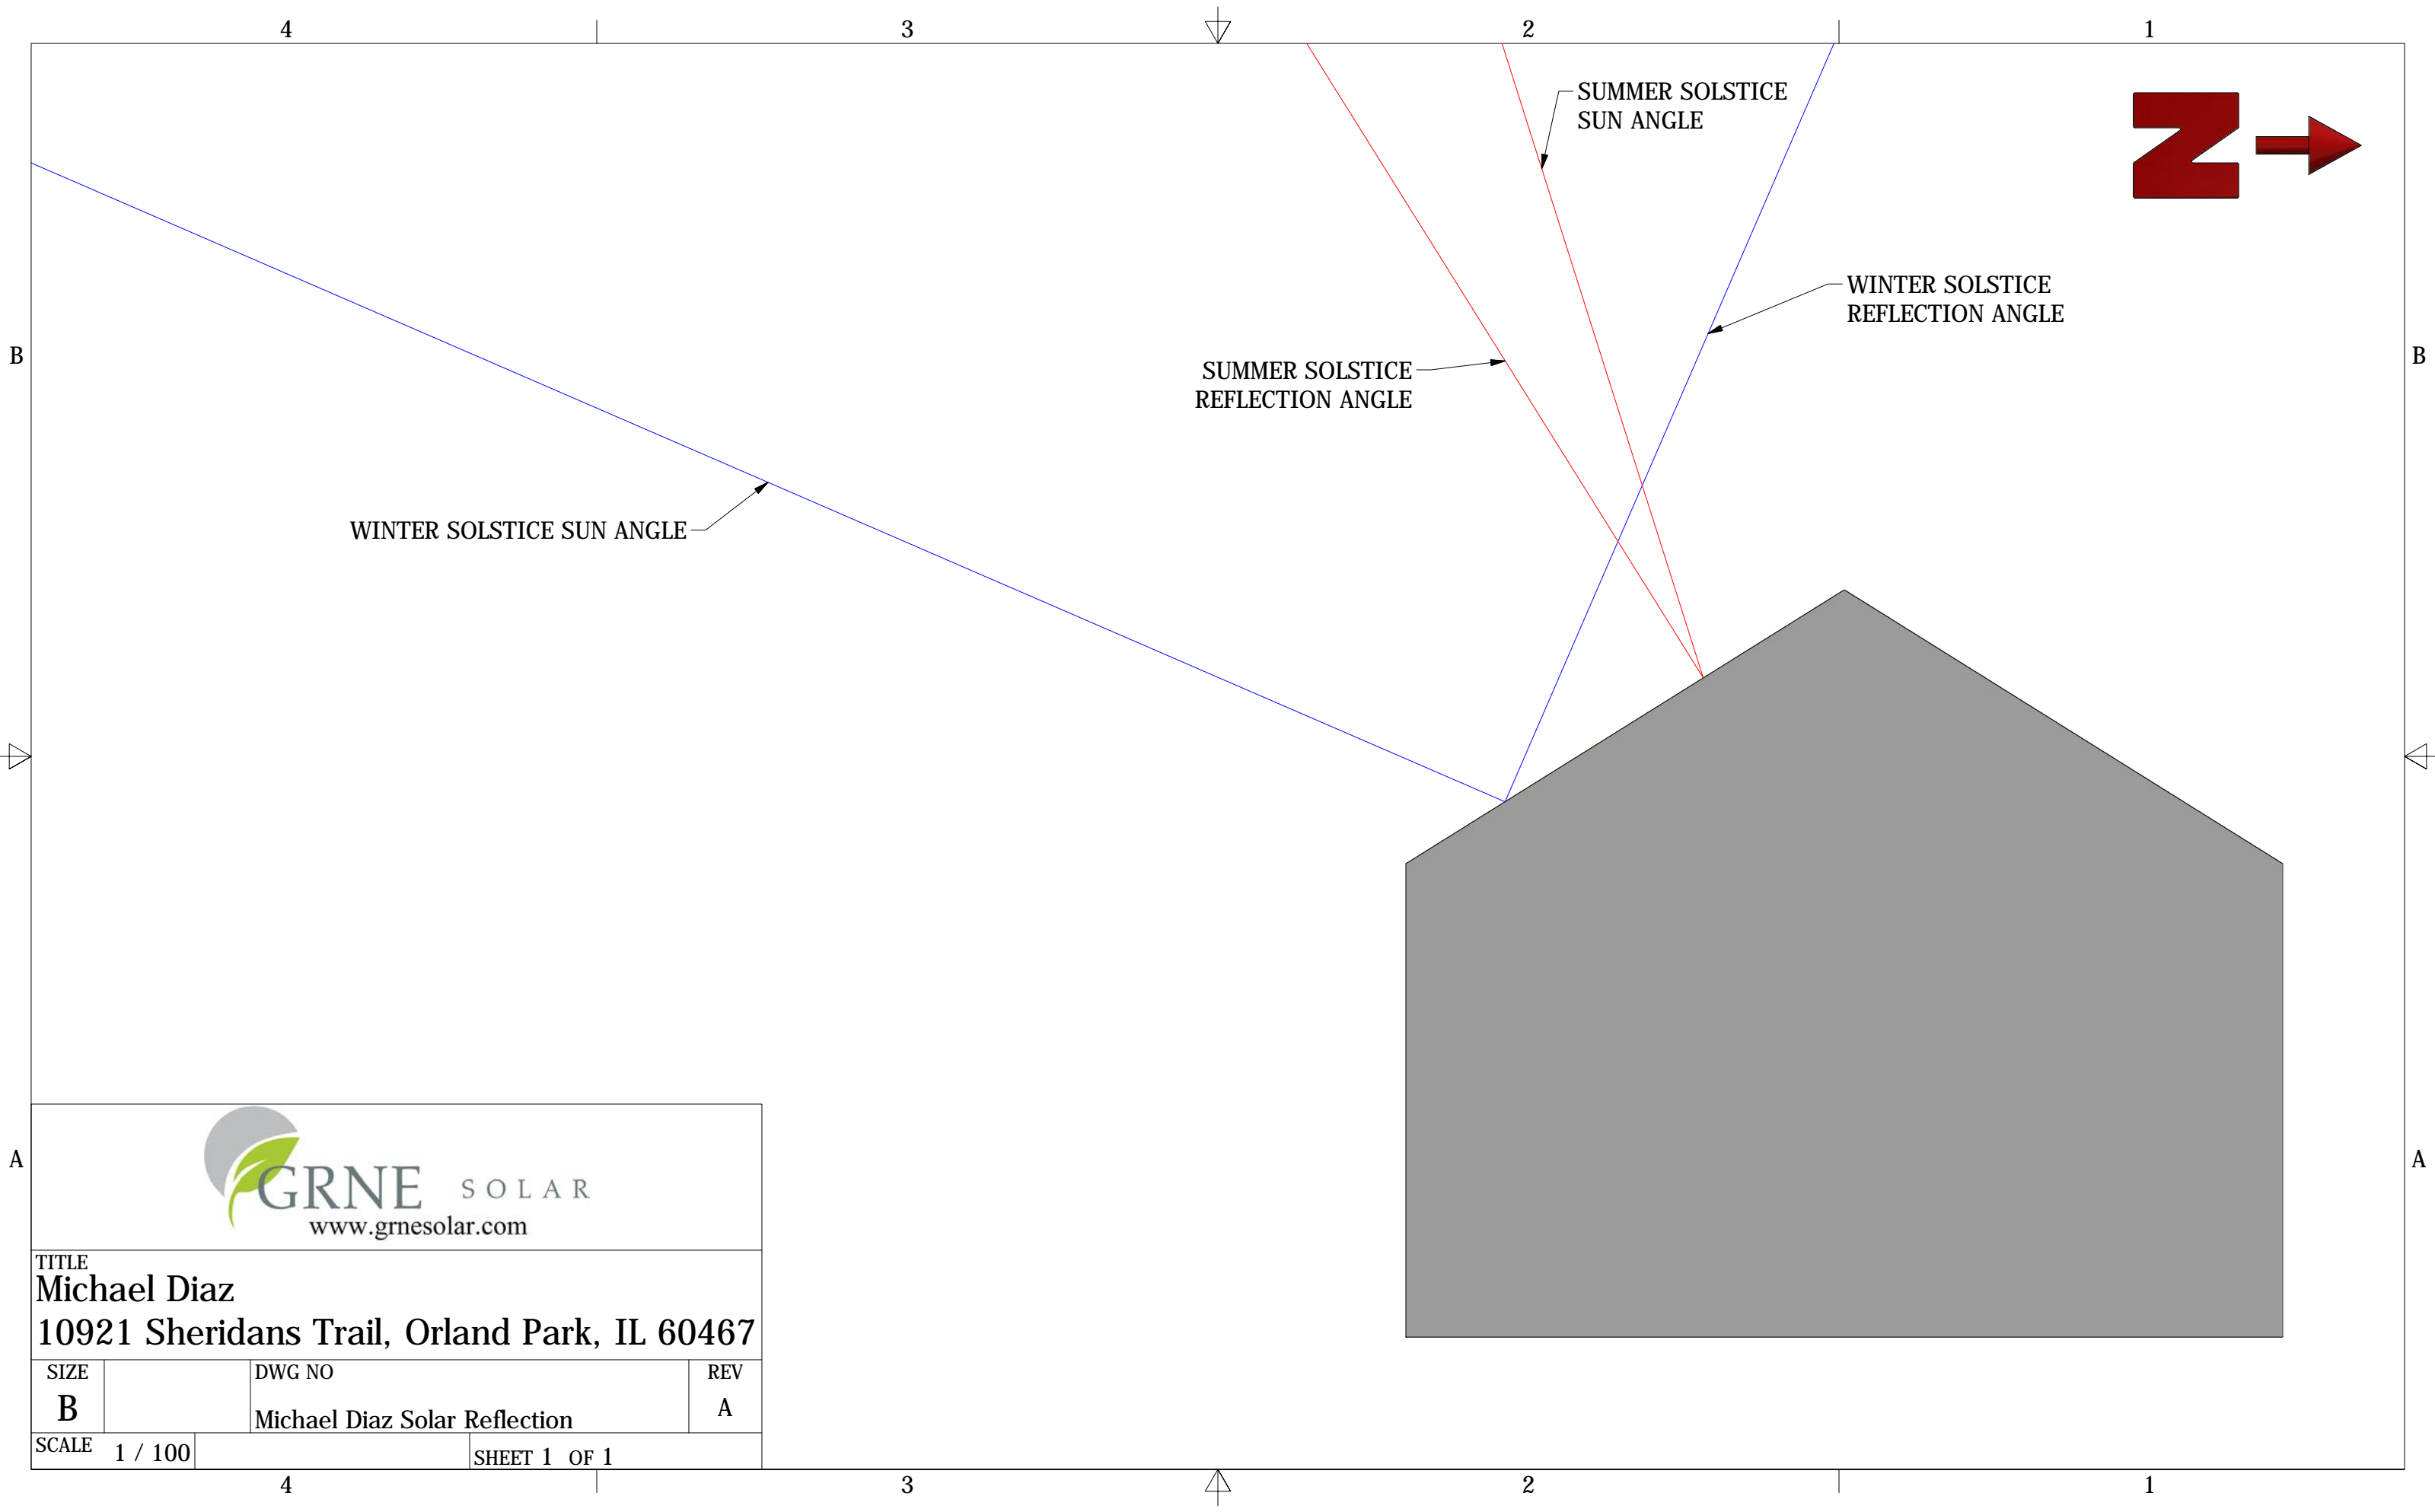 4 3 2 1
SUMMER SOLSTICE
SUN ANGLE
WINTER SOLSTICE
REFLECTION ANGLE
B B
SUMMER SOLSTICE
REFLECTION ANGLE
WINTER SOLSTICE SUN ANGLE
A A
GRNE SOLAR
www.grnesolar.com
TITLE
Michael Diaz
10921 Sheridans Trail, Orland Park, IL 60467
SIZE
B
DWG NO
Michael Diaz Solar Reflection
REV
A
SCALE 1 / 100
SHEET 1 OF 1
4 3 2 1
N